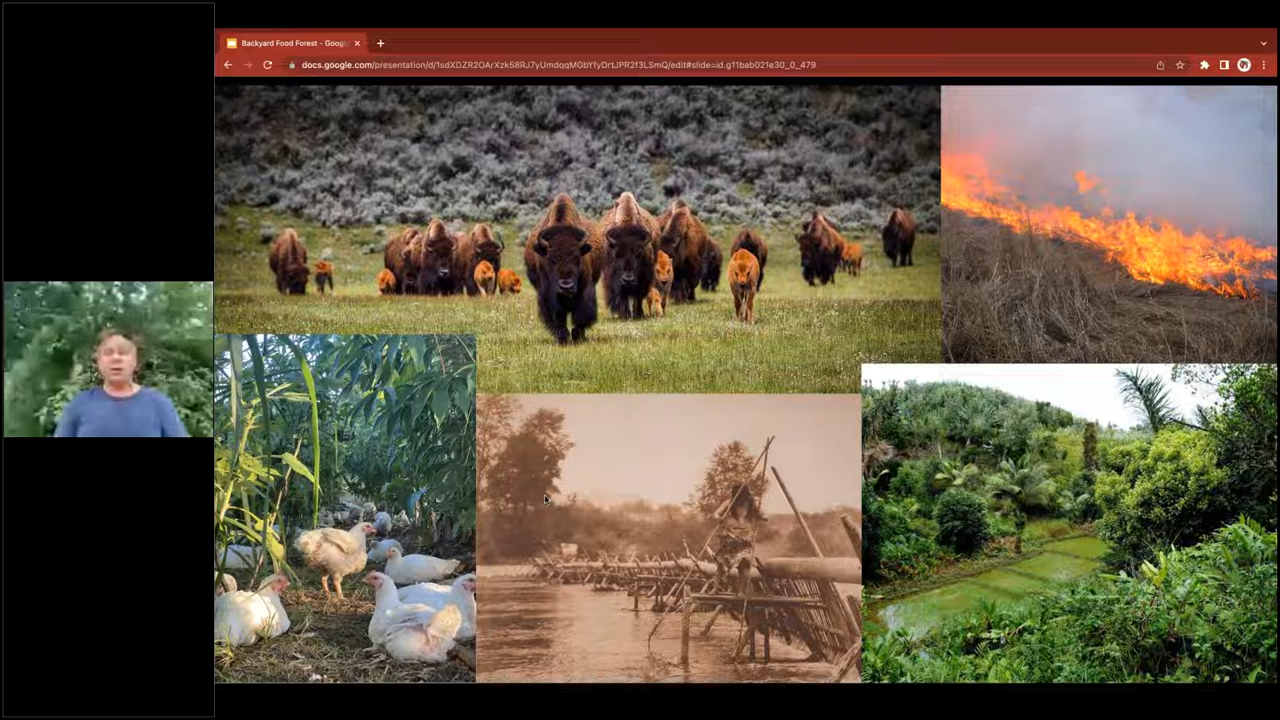 Backyard Food Forest - Googl
docs.google.com/presentation/d/1sdXDZR2OArXzk58RJ7yUmdqqMGbYfyDrtJPR2f3LSmQ/edit#slide=id.g11bab021e30_0_479